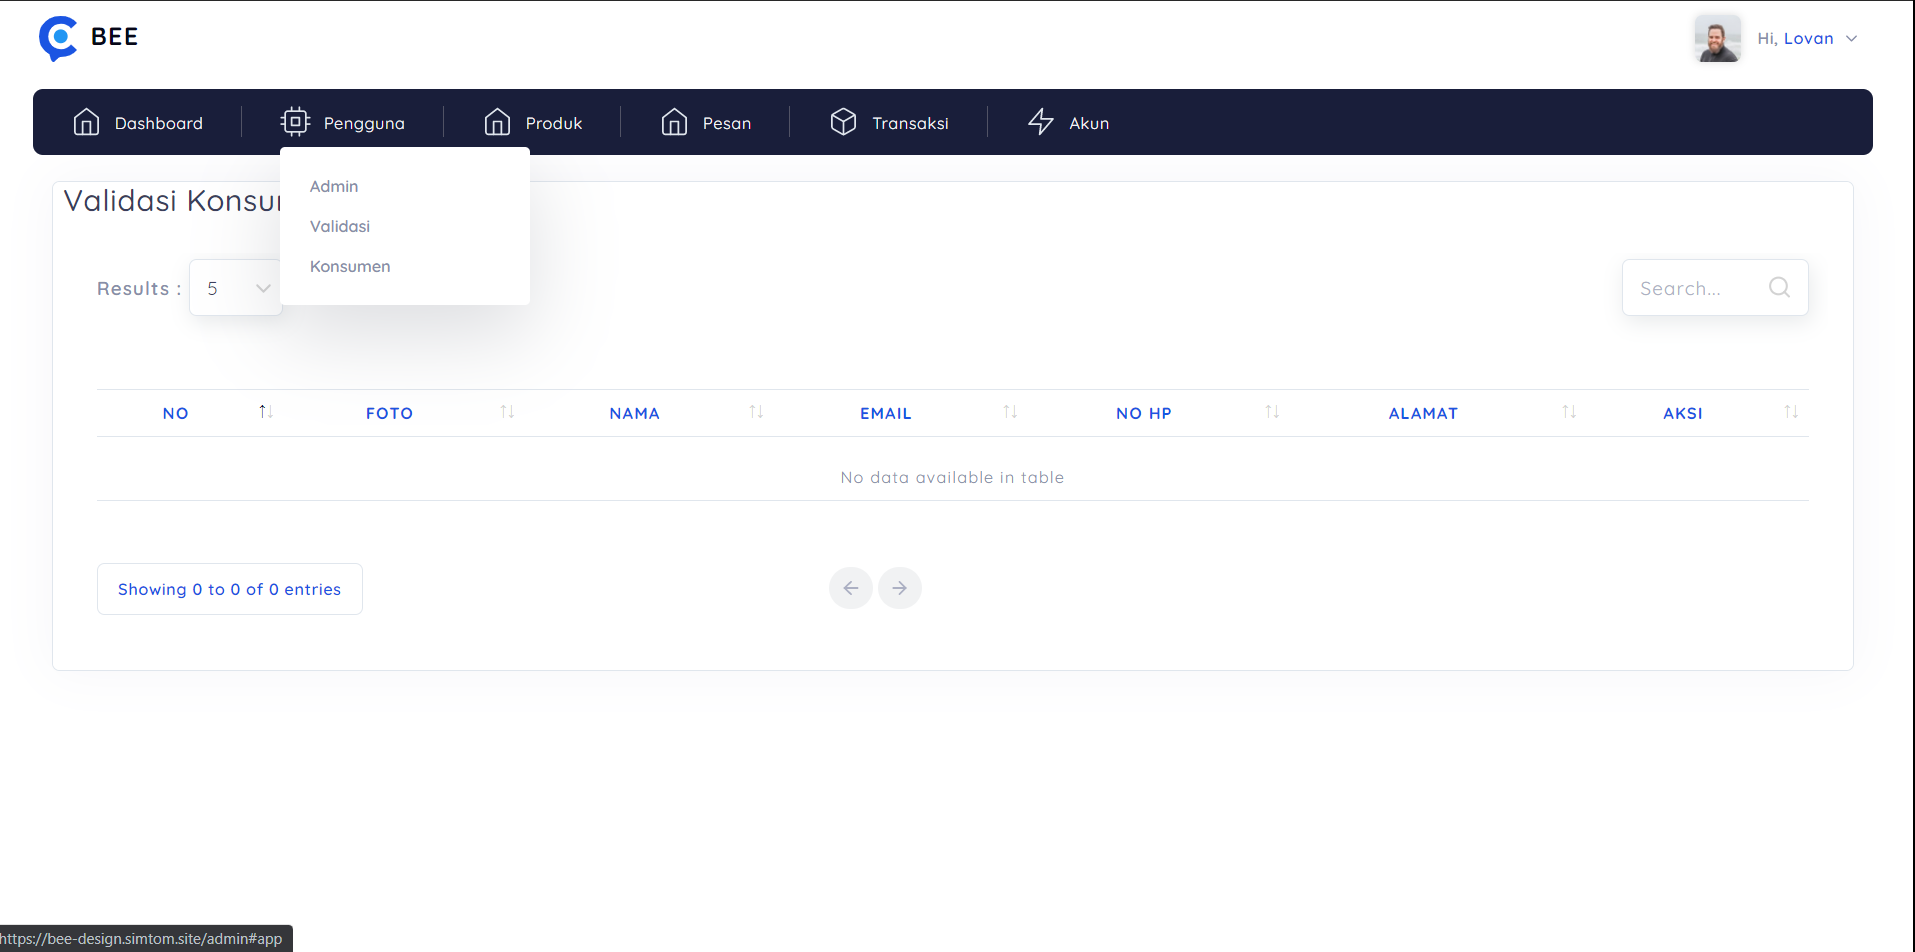 BEE
Hi, Lovan
Dashboard
Pengguna
Produk
Pesan
Transaksi
Akun
Admin
Validasi
Konsumen
Validasi Konsu
Results :
5
Search...
NO
FOTO
NAMA
EMAIL
NO HP
ALAMAT
AKSI
No data available in table
Showing 0 to 0 of 0 entries
https://bee-design.simtom.site/admin#app